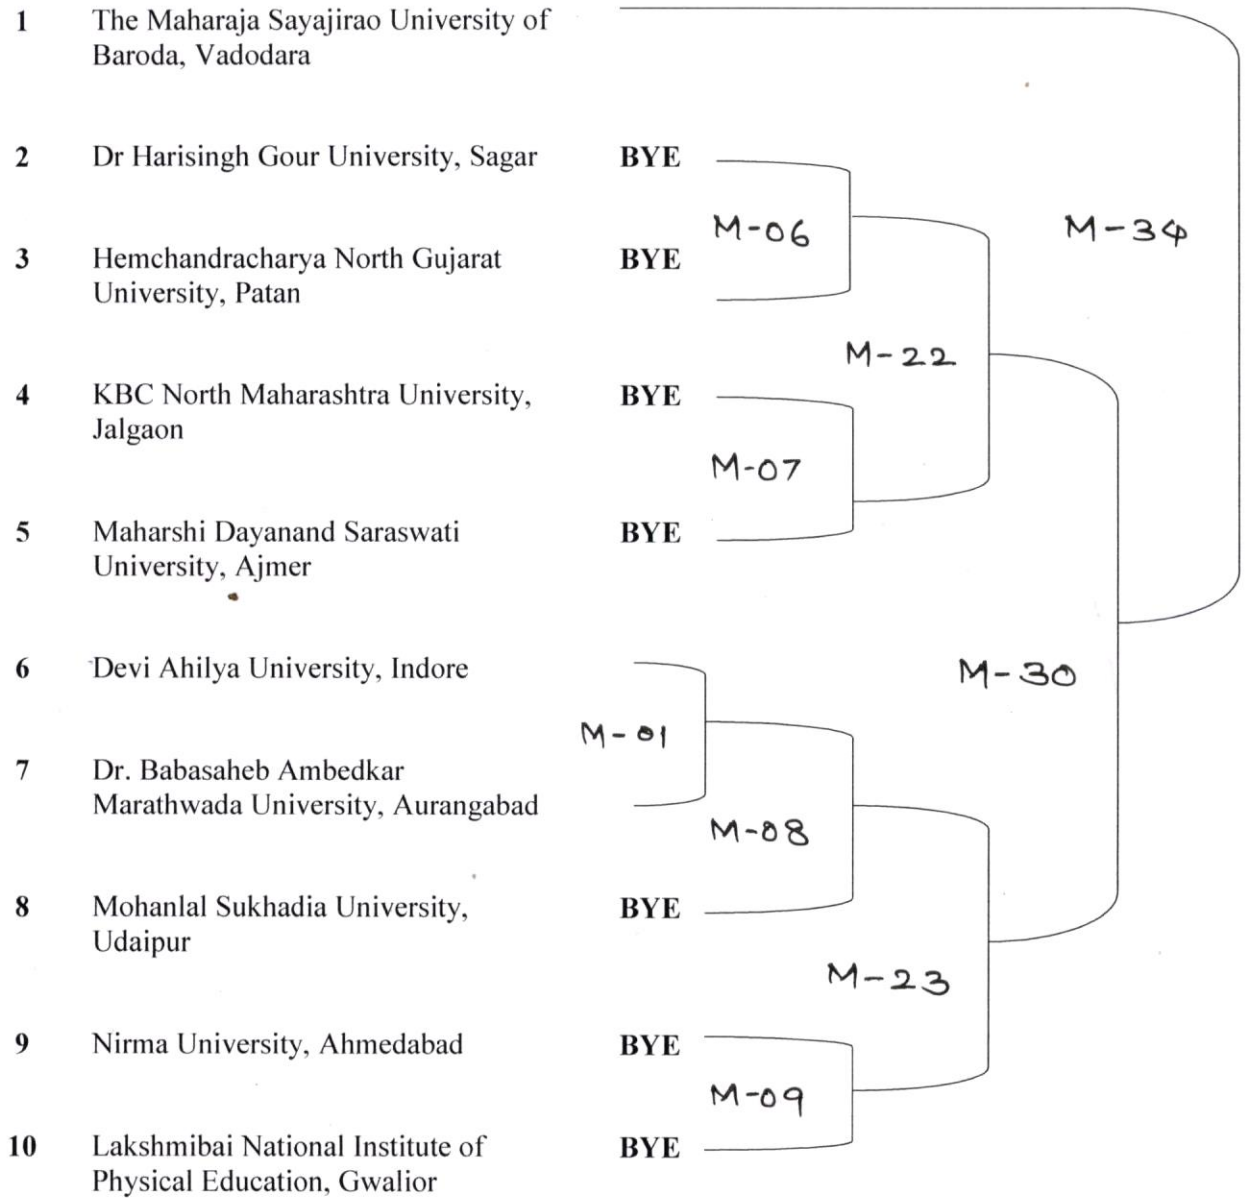 1 The Maharaja Sayajirao University of
Baroda, Vadodara
2 Dr Harisingh Gour University, Sagar BYE
M-06
M-34
3 Hemchandracharya North Gujarat BYE
University, Patan
M-22
4 KBC North Maharashtra University, BYE
Jalgaon
M-07
5 Maharshi Dayanand Saraswati BYE
University, Ajmer
6 Devi Ahilya University, Indore
M-30
M-01
7 Dr. Babasaheb Ambedkar
Marathwada University, Aurangabad
M-08
8 Mohanlal Sukhadia University, BYE
Udaipur
M-23
9 Nirma University, Ahmedabad BYE
M-09
10 Lakshmibai National Institute of BYE
Physical Education, Gwalior